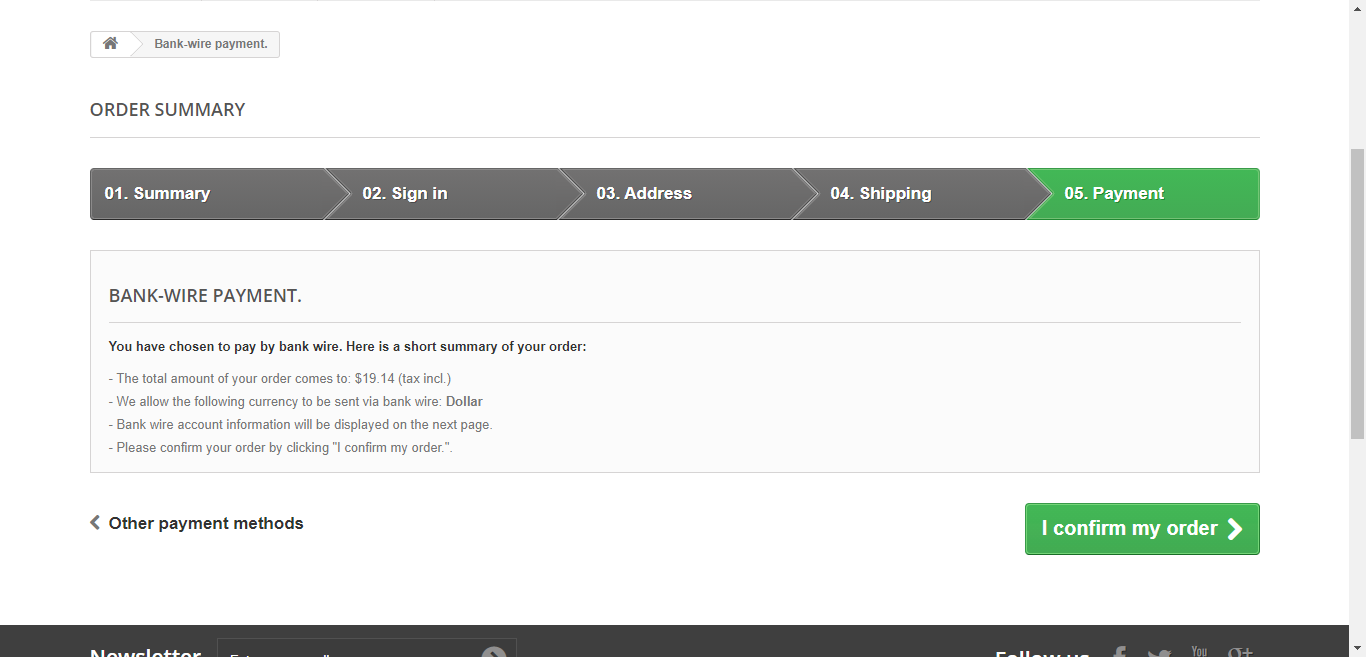 Bank-wire payment.
ORDER SUMMARY
01. Summary
02. Sign in
03. Address
04. Shipping
05. Payment
BANK-WIRE PAYMENT.
You have chosen to pay by bank wire. Here is a short summary of your order:
- The total amount of your order comes to: $19.14 (tax incl.)
- We allow the following currency to be sent via bank wire: Dollar
- Bank wire account information will be displayed on the next page.
- Please confirm your order by clicking "I confirm my order.".
Other payment methods
I confirm my order
Newsletter
Follow us
You
g+